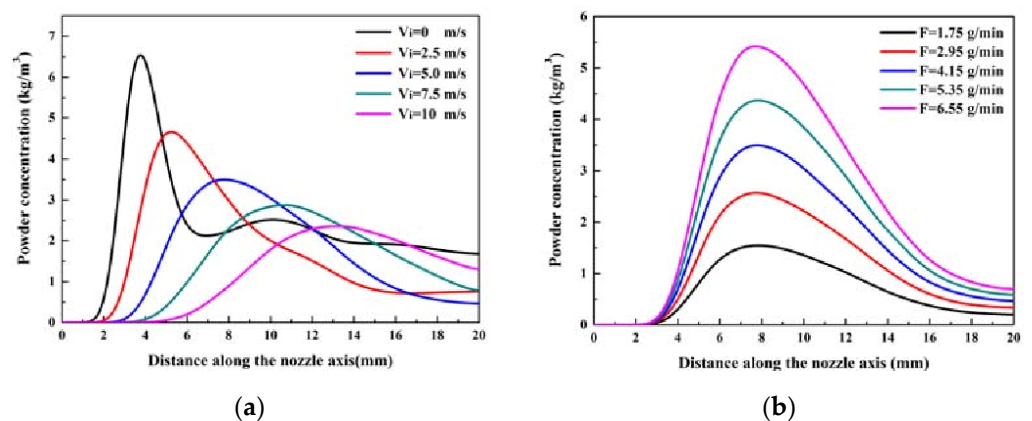 Powder concentration (kg/m³)
7
6
5
4
3
2
1
0
Vi=0 m/s
Vi=2.5 m/s
Vi=5.0 m/s
Vi=7.5 m/s
Vi=10 m/s
0 2 4 6 8 10 12 14 16 18 20
Distance along the nozzle axis(mm)
(a)
Powder concentration (kg/m³)
6
5
4
3
2
1
0
F=1.75 g/min
F=2.95 g/min
F=4.15 g/min
F=5.35 g/min
F=6.55 g/min
0 2 4 6 8 10 12 14 16 18 20
Distance along the nozzle axis (mm)
(b)